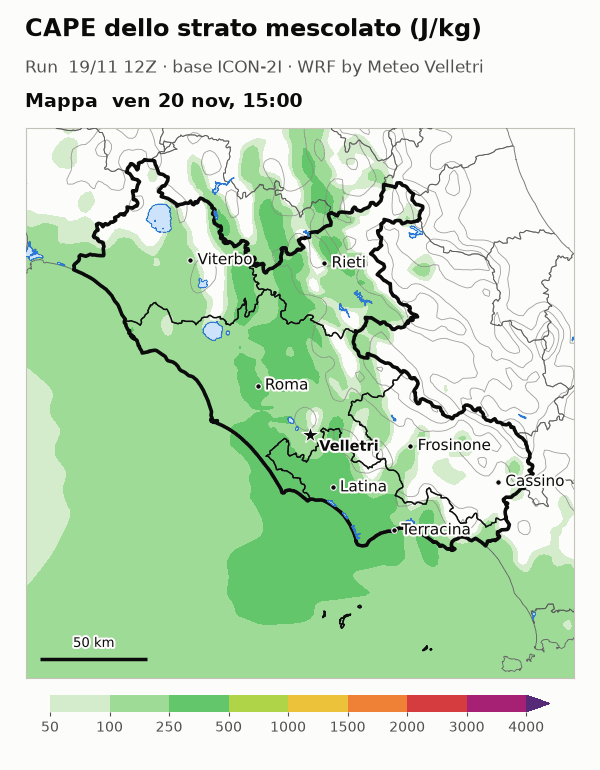 CAPE dello strato mescolato (J/kg)
Run  19/11 12Z · base ICON-2I · WRF by Meteo Velletri
Mappa  ven 20 nov, 15:00
Viterbo
Rieti
Roma
Velletri
Frosinone
Cassino
Latina
Terracina
50 km
50 100 250 500 1000 1500 2000 3000 4000